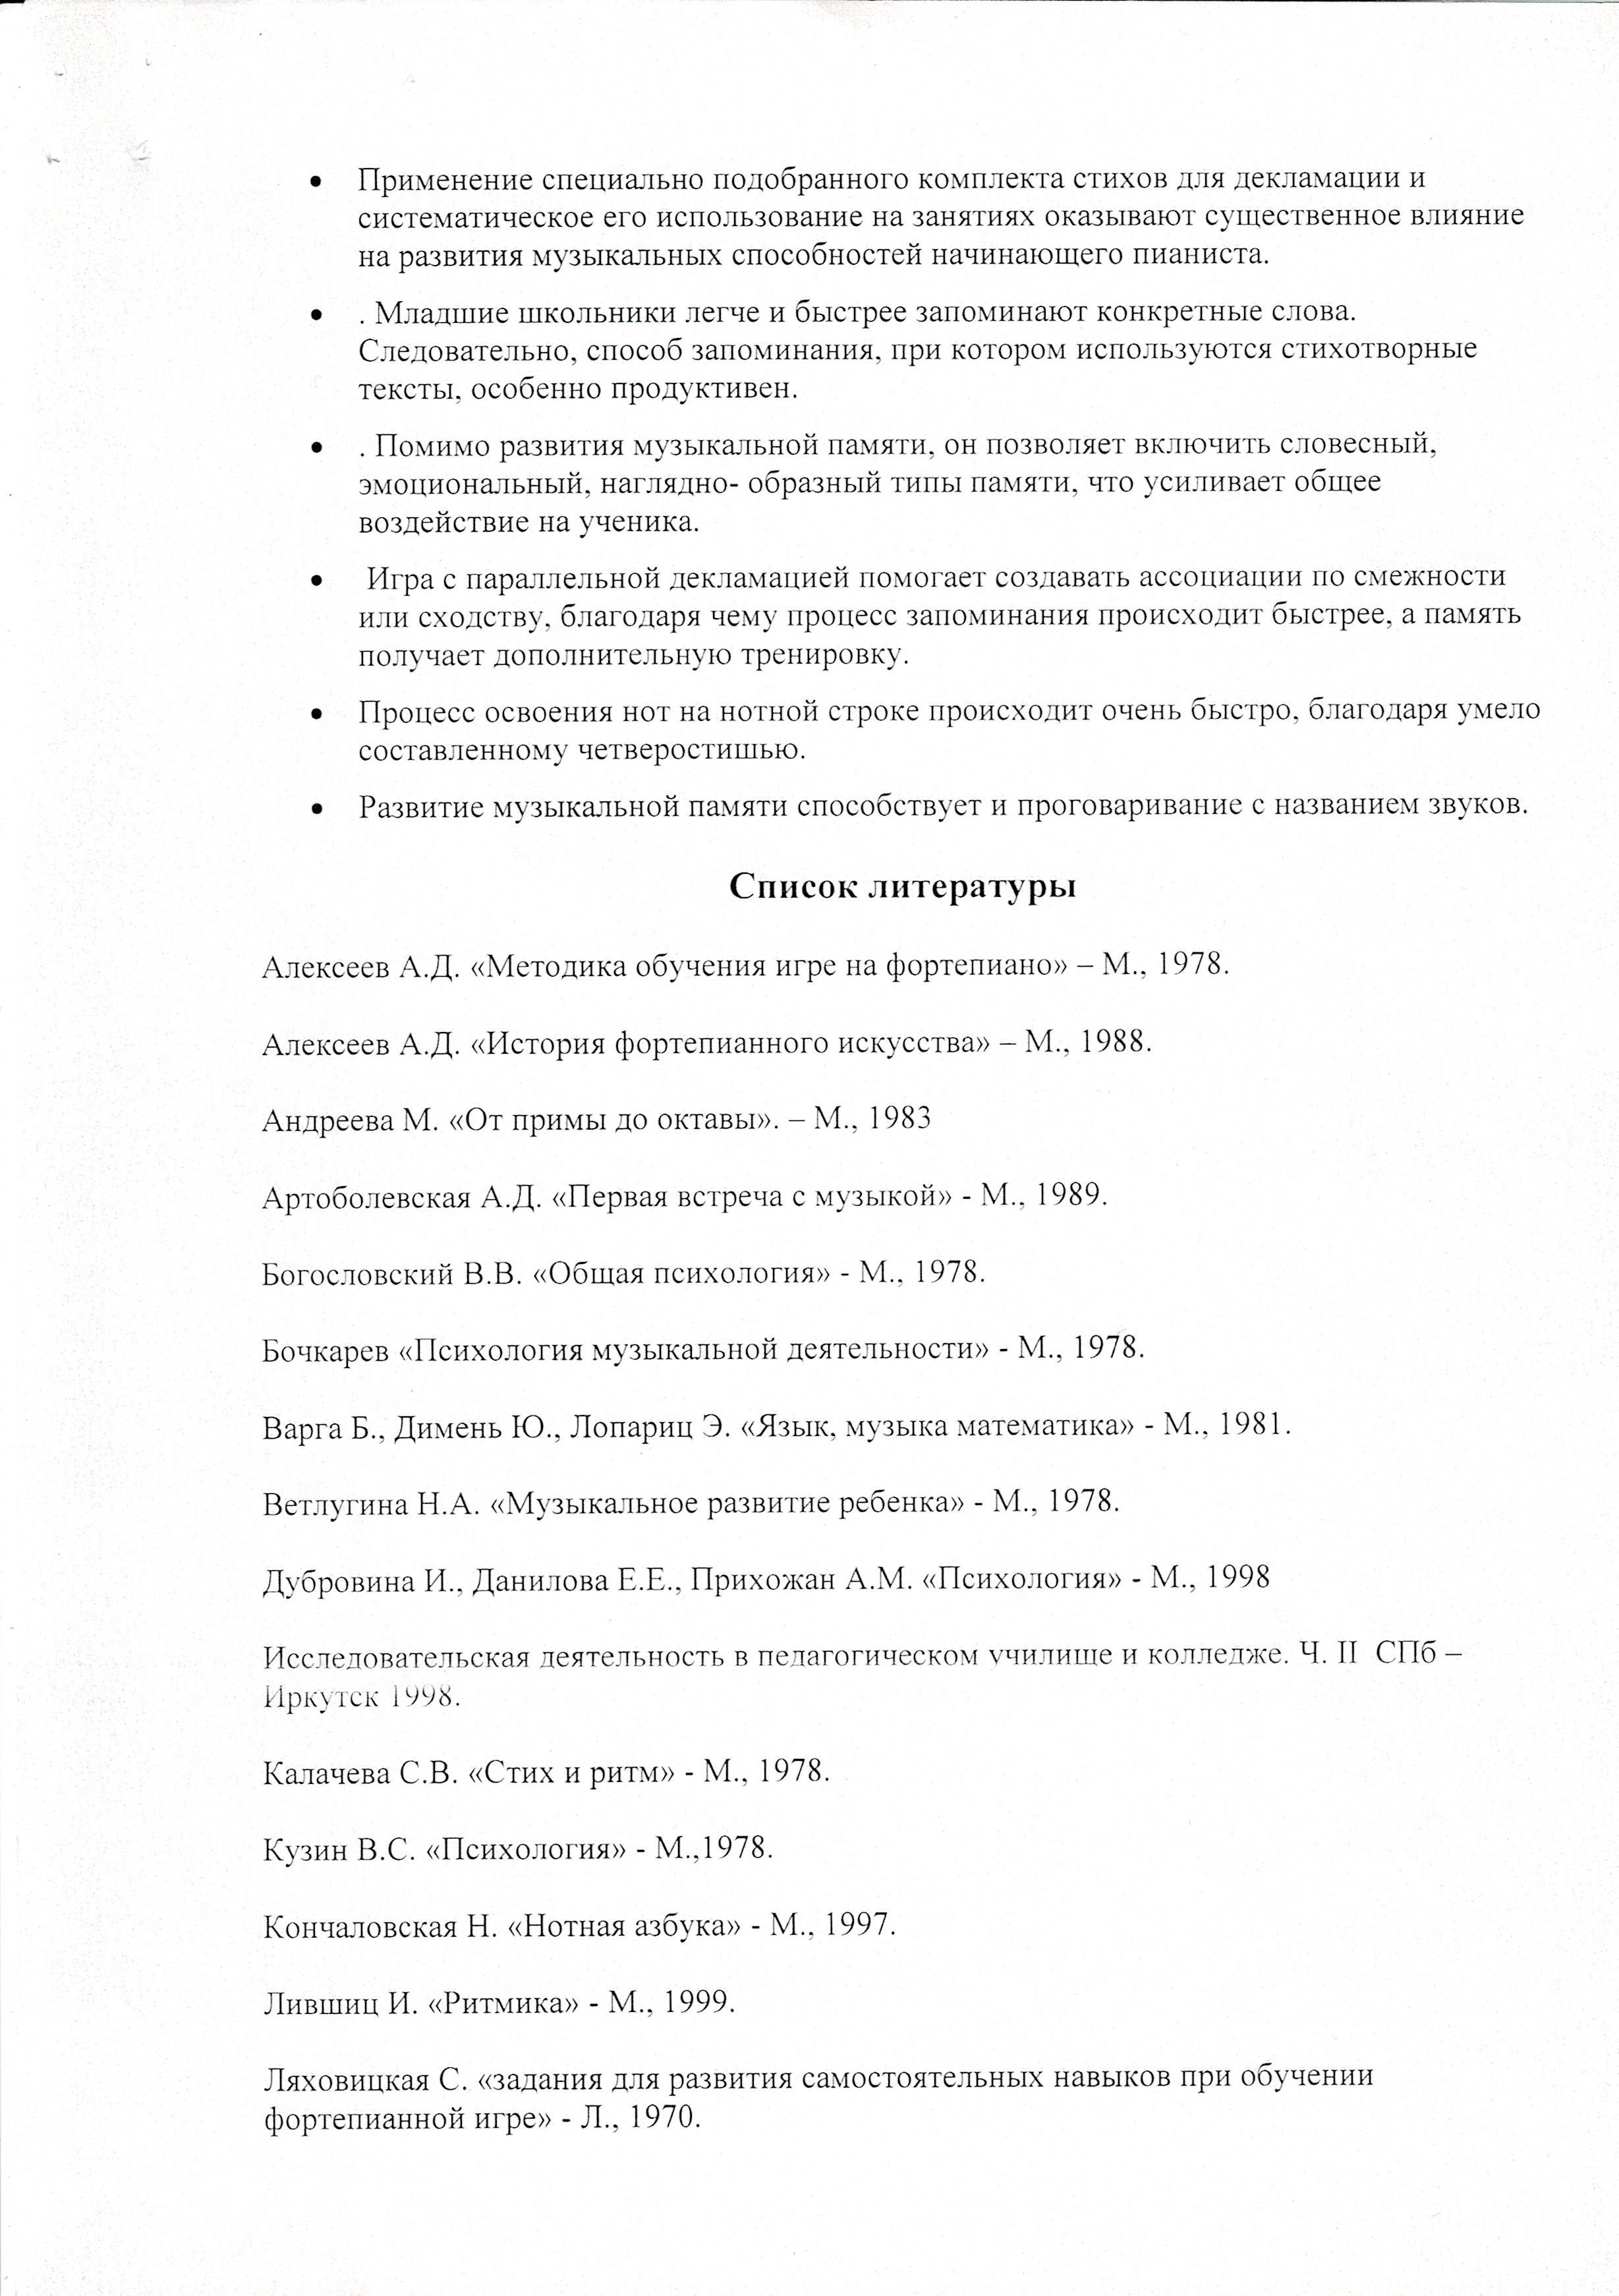 • Применение специально подобранного комплекта стихов для декламации и
систематическое его использование на занятиях оказывают существенное влияние
на развития музыкальных способностей начинающего пианиста.
• . Младшие школьники легче и быстрее запоминают конкретные слова.
Следовательно, способ запоминания, при котором используются стихотворные
тексты, особенно продуктивен.
• . Помимо развития музыкальной памяти, он позволяет включить словесный,
эмоциональный, наглядно- образный типы памяти, что усиливает общее
воздействие на ученика.
• Игра с параллельной декламацией помогает создавать ассоциации по смежности
или сходству, благодаря чему процесс запоминания происходит быстрее, а память
получает дополнительную тренировку.
• Процесс освоения нот на нотной строке происходит очень быстро, благодаря умело
составленному четверостишью.
• Развитие музыкальной памяти способствует и проговаривание с названием звуков.
Список литературы
Алексеев А.Д. «Методика обучения игре на фортепиано» – М., 1978.
Алексеев А.Д. «История фортепианного искусства» – М., 1988.
Андреева М. «От примы до октавы». – М., 1983
Артоболевская А.Д. «Первая встреча с музыкой» - М., 1989.
Богословский В.В. «Общая психология» - М., 1978.
Бочкарев «Психология музыкальной деятельности» - М., 1978.
Варга Б., Димень Ю., Лопариц Э. «Язык, музыка математика» - М., 1981.
Ветлугина Н.А. «Музыкальное развитие ребенка» - М., 1978.
Дубровина И., Данилова Е.Е., Прихожан А.М. «Психология» - М., 1998
Исследовательская деятельность в педагогическом училище и колледже. Ч. II СПб –
Иркутск 1998.
Калачева С.В. «Стих и ритм» - М., 1978.
Кузин В.С. «Психология» - М.,1978.
Кончаловская Н. «Нотная азбука» - М., 1997.
Лившиц И. «Ритмика» - М., 1999.
Ляховицкая С. «задания для развития самостоятельных навыков при обучении
фортепианной игре» - Л., 1970.